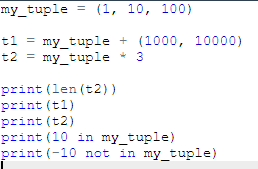 my_tuple = (1, 10, 100)
t1 = my_tuple + (1000, 10000)
t2 = my_tuple * 3
print(len(t2))
print(t1)
print(t2)
print(10 in my_tuple)
print(-10 not in my_tuple)